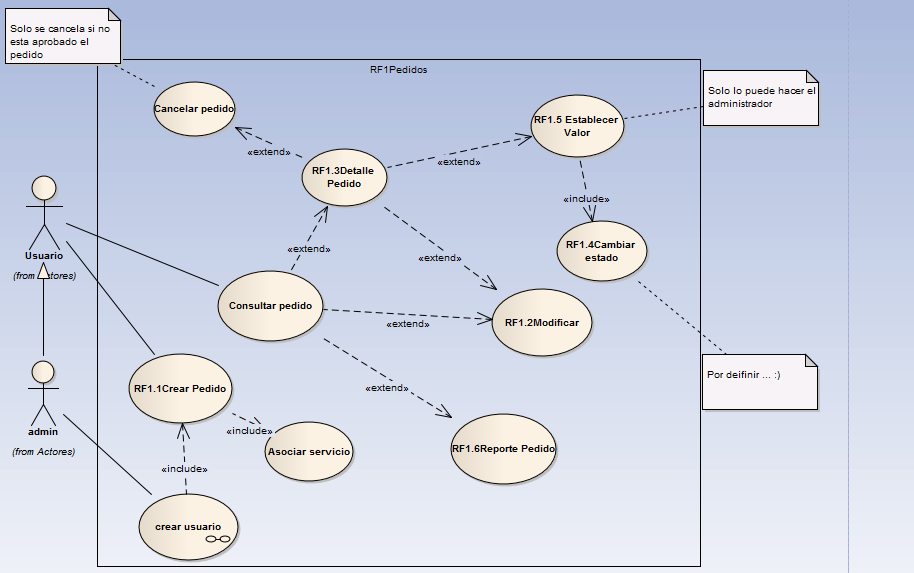 Solo se cancela si no
esta aprobado el
pedido
RF1Pedidos
Solo lo puede hacer el
administrador
Cancelar pedido
RF1.5 Establecer
Valor
«extend»
«extend»
RF1.3Detalle
Pedido
«include»
Usuario
(from Actores)
«extend»
«extend»
RF1.4Cambiar
estado
Consultar pedido
«extend»
RF1.2Modificar
Por deifinir ... :)
RF1.1Crear Pedido
«extend»
admin
(from Actores)
«include»
Asociar servicio
RF1.6Reporte Pedido
«include»
crear usuario